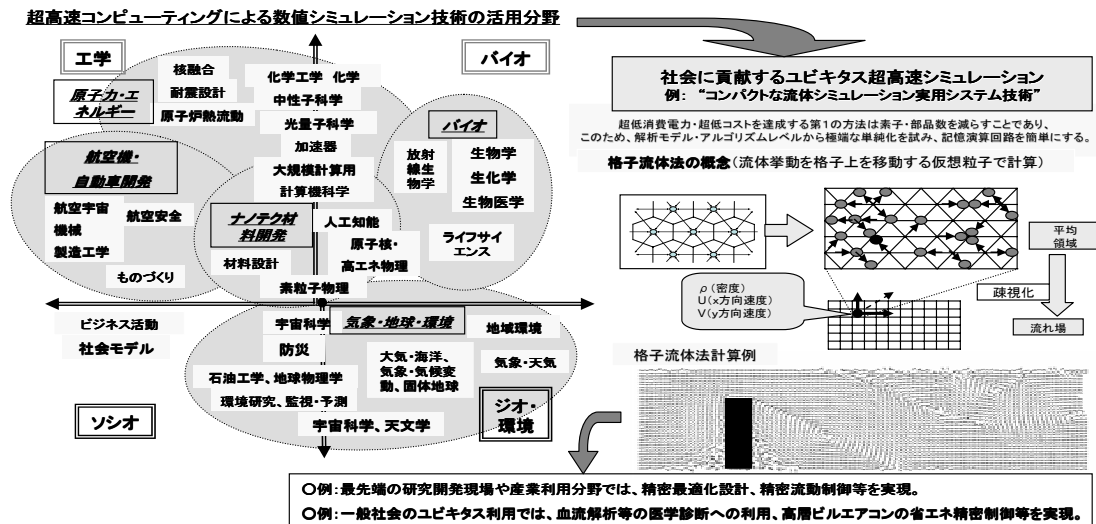 超高速コンピューティングによる数値シミュレーション技術の活用分野
工学
バイオ
核融合
耐震設計
原子炉熱流動
原子力・エ
ネルギー
化学工学 化学
中性子科学
光量子科学
加速器
大規模計算用
計算機科学
バイオ
放射
線生
物学
生物学
生化学
生物医学
ライフサイ
エンス
航空機・
自動車開発
航空宇宙
機械
製造工学
航空安全
ものづくり
ナノテク材
料開発
材料設計
人工知能
原子核・
高エネ物理
素粒子物理
ビジネス活動
社会モデル
ソシオ
宇宙科学
防災
気象・地球・環境
地域環境
大気・海洋、
気象・気候変
動、固体地球
気象・天気
石油工学、地球物理学
環境研究、監視・予測
宇宙科学、天文学
ジオ・
環境
社会に貢献するユビキタス超高速シミュレーション
例: “コンパクトな流体シミュレーション実用システム技術”
超低消費電力・超低コストを達成する第1の方法は素子・部品数を減らすことであり、
このため、解析モデル・アルゴリズムレベルから極端な単純化を試み、記憶演算回路を簡単にする。
格子流体法の概念(流体挙動を格子上を移動する仮想粒子で計算)
平均
領域
疎視化
流れ場
ρ(密度)
U(x方向速度)
V(y方向速度)
格子流体法計算例
○例:最先端の研究開発現場や産業利用分野では、精密最適化設計、精密流動制御等を実現。
○例:一般社会のユビキタス利用では、血流解析等の医学診断への利用、高層ビルエアコンの省エネ精密制御等を実現。